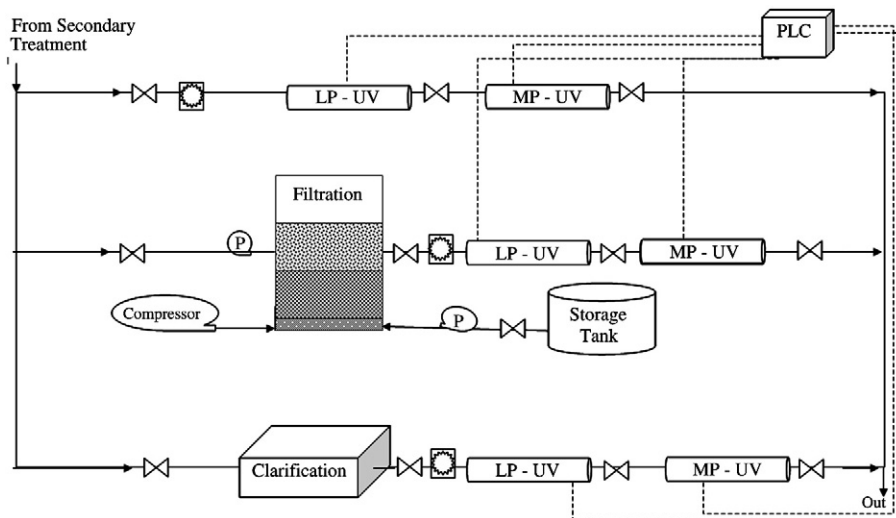 From Secondary
Treatment
PLC
LP - UV
MP - UV
Filtration
P
LP - UV
MP - UV
Compressor
P
Storage
Tank
Clarification
LP - UV
MP - UV
Out